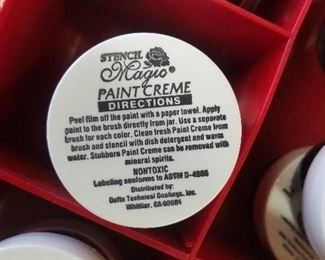 STENCIL
Magic®
PAINT CREME
DIRECTIONS
Peel film off the paint with a paper towel. Apply
paint to the brush directly from jar. Use a separate
brush for each color. Clean fresh Paint Creme from
brush and stencil with dish detergent and warm
water. Stubborn Paint Creme can be removed with
mineral spirits.
NONTOXIC
Labeling conforms to ASTM D-4236
Distributed by:
Deft Technical Coatings, Inc.
Whittier, CA